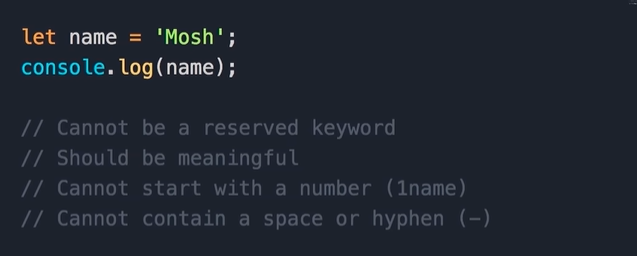 let name = 'Mosh';
console.log(name);
// Cannot be a reserved keyword
// Should be meaningful
// Cannot start with a number (1name)
// Cannot contain a space or hyphen (-)